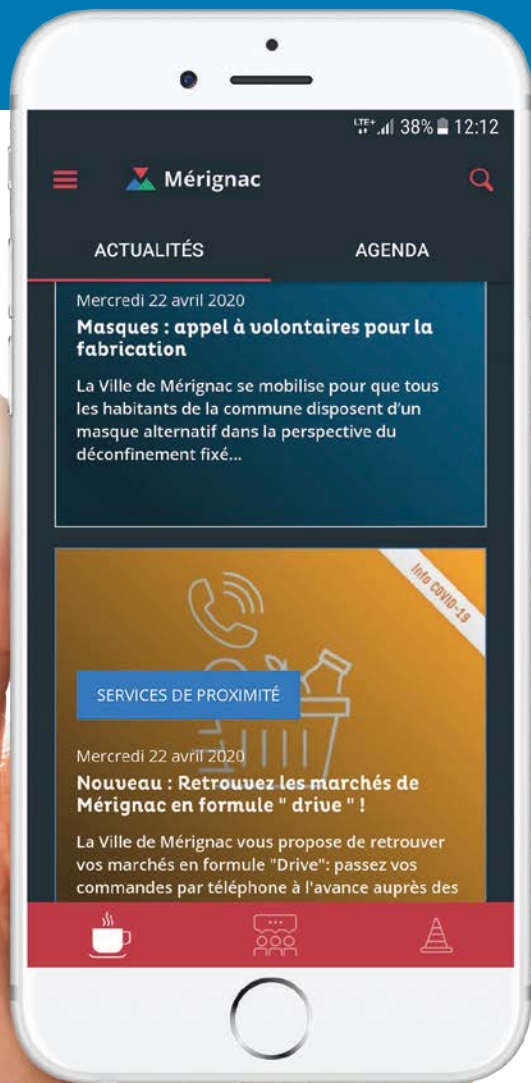 LTE+ 38% 12:12
Mérignac
ACTUALITÉS AGENDA
Mercredi 22 avril 2020
Masques : appel à volontaires pour la
fabrication
La Ville de Mérignac se mobilise pour que tous
les habitants de la commune disposent d'un
masque alternatif dans la perspective du
déconfinement fixé...
Info COVID-19
SERVICES DE PROXIMITÉ
Mercredi 22 avril 2020
Nouveau : Retrouvez les marchés de
Mérignac en formule " drive " !
La Ville de Mérignac vous propose de retrouver
vos marchés en formule "Drive": passez vos
commandes par téléphone à l'avance auprès des